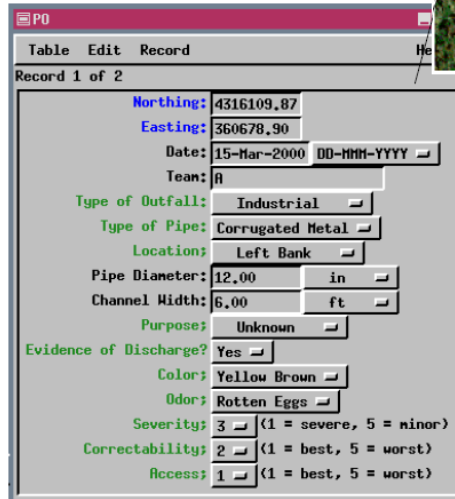 PO
Table Edit Record He
Record 1 of 2
Northing: 4316109.87
Easting: 360678.90
Date: 15-Mar-2000 DD-MMM-YYYY
Team: A
Type of Outfall: Industrial
Type of Pipe: Corrugated Metal
Location; Left Bank
Pipe Diameter: 12.00 in
Channel Width: 6.00 ft
Purpose; Unknown
Evidence of Discharge? Yes
Color; Yellow Brown
Odor; Rotten Eggs
Severity; 3 (1 = severe, 5 = minor)
Correctability; 2 (1 = best, 5 = worst)
Access; 1 (1 = best, 5 = worst)